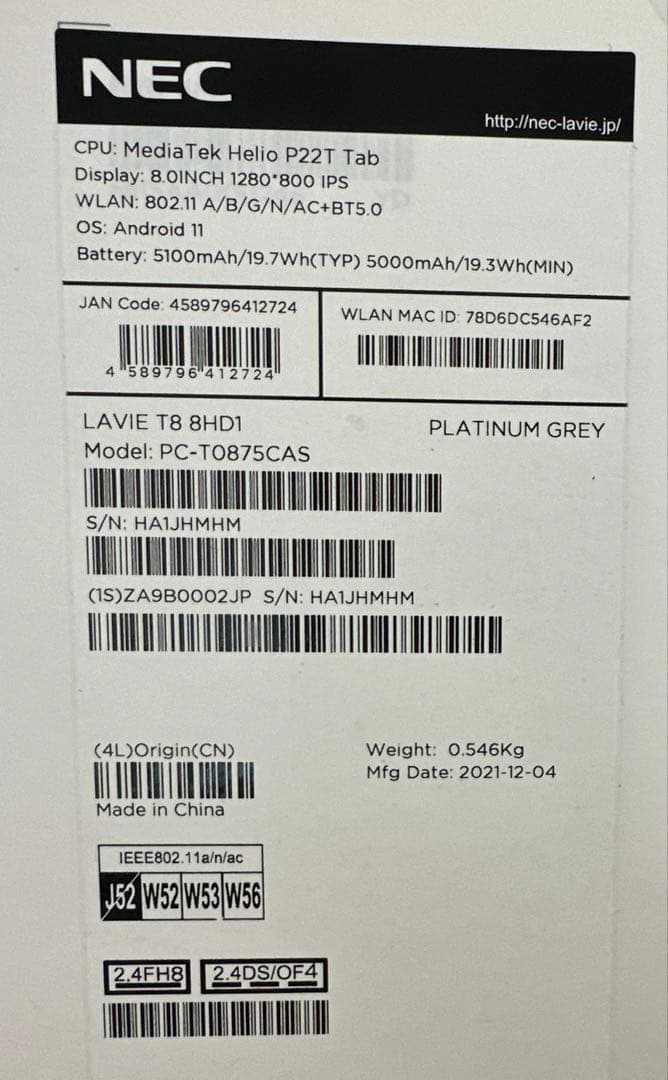 NEC
http://nec-lavie.jp/
CPU: MediaTek Helio P22T Tab
Display: 8.0INCH 1280*800 IPS
WLAN: 802.11 A/B/G/N/AC+BT5.0
OS: Android 11
Battery: 5100mAh/19.7Wh(TYP) 5000mAh/19.3Wh(MIN)
JAN Code: 4589796412724
4 589796 412724
WLAN MAC ID: 78D6DC546AF2
LAVIE T8 8HD1 PLATINUM GREY
Model: PC-T0875CAS
S/N: HA1JHMHM
(1S)ZA9B0002JP S/N: HA1JHMHM
(4L)Origin(CN)
Made in China
Weight: 0.546Kg
Mfg Date: 2021-12-04
IEEE802.11a/n/ac
J52 W52 W53 W56
2.4FH8 2.4DS/OF4